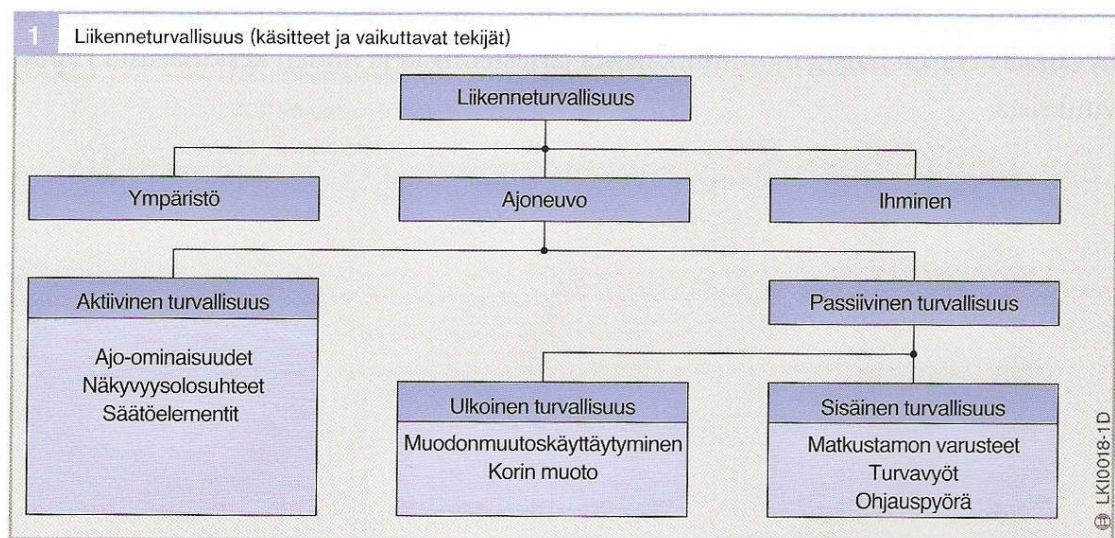 1 Liikenneturvallisuus (käsitteet ja vaikuttavat tekijät)
Liikenneturvallisuus
Ympäristö
Ajoneuvo
Ihminen
Aktiivinen turvallisuus
Ajo-ominaisuudet
Näkyvyysolosuhteet
Säätöelementit
Passiivinen turvallisuus
Ulkoinen turvallisuus
Muodonmuutoskäyttäytyminen
Korin muoto
Sisäinen turvallisuus
Matkustamon varusteet
Turvavyöt
Ohjauspyörä
LKI0018-1D